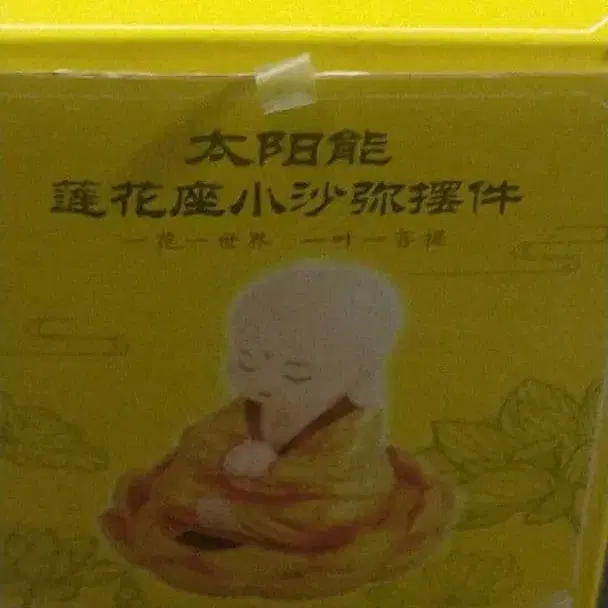 太阳能
莲花座小沙弥摆件
一花一世界 一叶一菩提